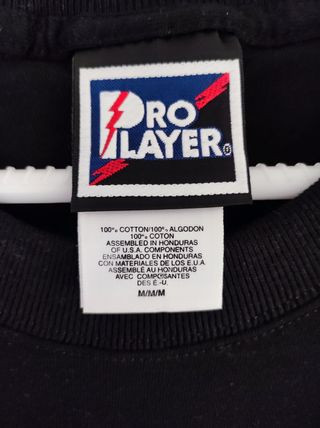 PRO
PLAYER®
100% COTTON/100% ALGODON
100% COTON
ASSEMBLED IN HONDURAS
OF U.S.A. COMPONENTS
ENSAMBLADO EN HONDURAS
CON MATERIALES DE LOS E.U.A.
ASSEMBLÉ AU HONDURAS
AVEC COMPOSANTES
DES É.-U.
M/M/M